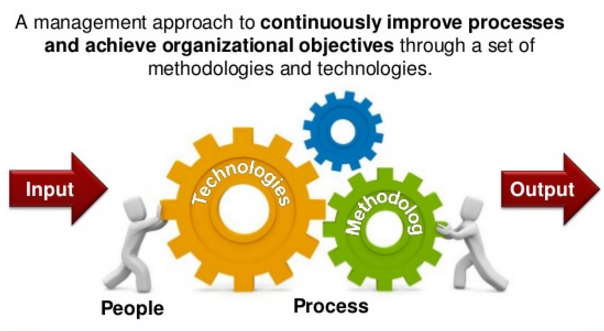 A management approach to continuously improve processes
and achieve organizational objectives through a set of
methodologies and technologies.
Technologies
Methodolog
Input
Output
People
Process